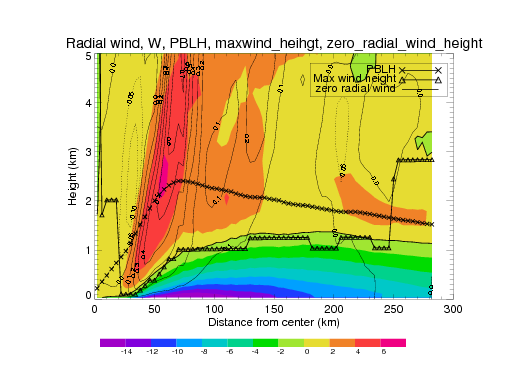 Radial wind, W, PBLH, maxwind_heihgt, zero_radial_wind_height
5
PBLH
Max wind height
zero radial wind
4
3
2
1
0
Height (km)
0 50 100 150 200 250 300
Distance from center (km)
-14 -12 -10 -8 -6 -4 -2 0 2 4 6